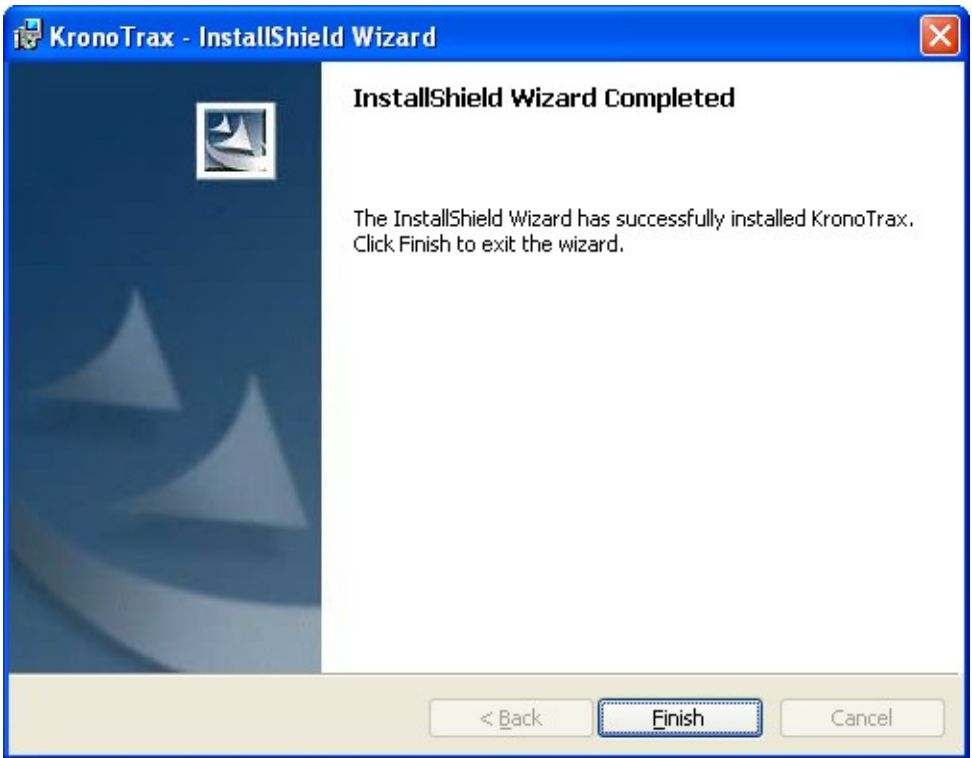 KronoTrax - InstallShield Wizard
InstallShield Wizard Completed
The InstallShield Wizard has successfully installed KronoTrax.
Click Finish to exit the wizard.
< Back
Finish
Cancel